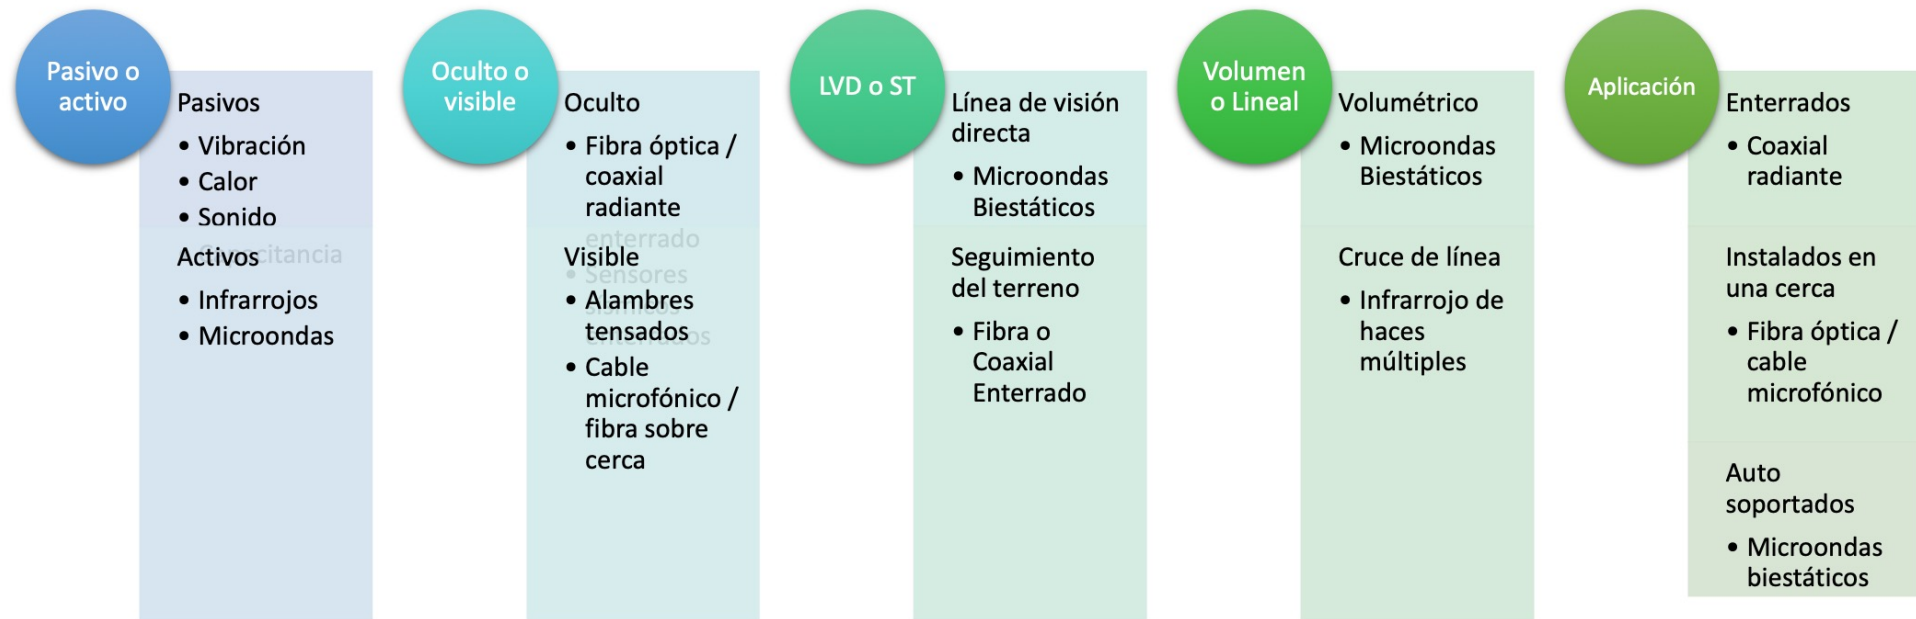 Pasivo o
activo
Pasivos
• Vibración
• Calor
• Sonido
• Capacitancia
Activos
• Infrarrojos
• Microondas
Oculto o
visible
Oculto
• Fibra óptica /
coaxial
radiante
enterrado
• Sensores
sísmicos
enterrados
Visible
• Alambres
tensados
• Cable
microfónico /
fibra sobre
cerca
LVD o ST
Línea de visión
directa
• Microondas
Biestáticos
Seguimiento
del terreno
• Fibra o
Coaxial
Enterrado
Volumen
o Lineal
Volumétrico
• Microondas
Biestáticos
Cruce de línea
• Infrarrojo de
haces
múltiples
Aplicación
Enterrados
• Coaxial
radiante
Instalados en
una cerca
• Fibra óptica /
cable
microfónico
Auto
soportados
• Microondas
biestáticos